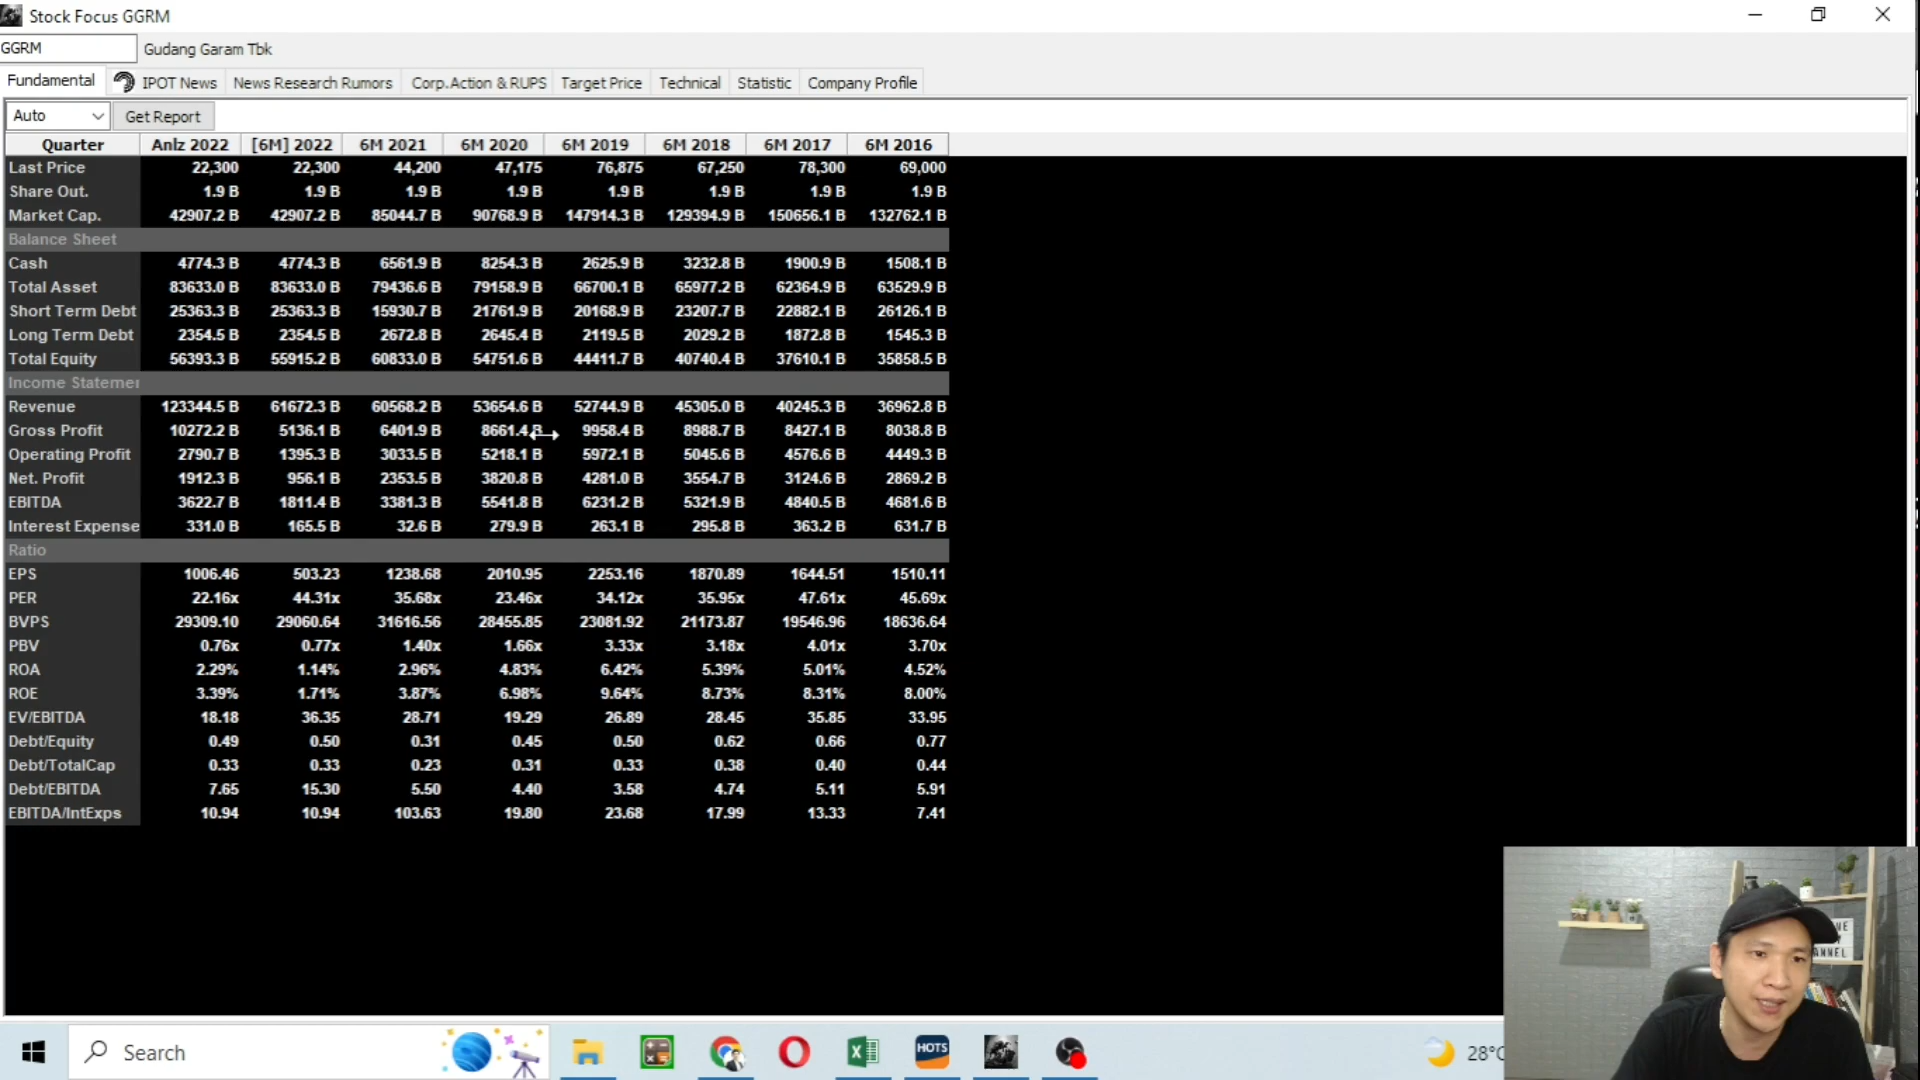 Stock Focus GGRM
GGRM Gudang Garam Tbk
Fundamental IPOT News News Research Rumors Corp.Action & RUPS Target Price Technical Statistic Company Profile
Auto Get Report
Quarter Anlz 2022 [6M] 2022 6M 2021 6M 2020 6M 2019 6M 2018 6M 2017 6M 2016
Last Price 22,300 22,300 44,200 47,175 76,875 67,250 78,300 69,000
Share Out. 1.9 B 1.9 B 1.9 B 1.9 B 1.9 B 1.9 B 1.9 B 1.9 B
Market Cap. 42907.2 B 42907.2 B 85044.7 B 90768.9 B 147914.3 B 129394.9 B 150656.1 B 132762.1 B
Balance Sheet
Cash 4774.3 B 4774.3 B 6561.9 B 8254.3 B 2625.9 B 3232.8 B 1900.9 B 1508.1 B
Total Asset 83633.0 B 83633.0 B 79436.6 B 79158.9 B 66700.1 B 65977.2 B 62364.9 B 63529.9 B
Short Term Debt 25363.3 B 25363.3 B 15930.7 B 21761.9 B 20168.9 B 23207.7 B 22882.1 B 26126.1 B
Long Term Debt 2354.5 B 2354.5 B 2672.8 B 2645.4 B 2119.5 B 2029.2 B 1872.8 B 1545.3 B
Total Equity 56393.3 B 55915.2 B 60833.0 B 54751.6 B 44411.7 B 40740.4 B 37610.1 B 35858.5 B
Income Statemer
Revenue 123344.5 B 61672.3 B 60568.2 B 53654.6 B 52744.9 B 45305.0 B 40245.3 B 36962.8 B
Gross Profit 10272.2 B 5136.1 B 6401.9 B 8661.4 B 9958.4 B 8988.7 B 8427.1 B 8038.8 B
Operating Profit 2790.7 B 1395.3 B 3033.5 B 5218.1 B 5972.1 B 5045.6 B 4576.6 B 4449.3 B
Net. Profit 1912.3 B 956.1 B 2353.5 B 3820.8 B 4281.0 B 3554.7 B 3124.6 B 2869.2 B
EBITDA 3622.7 B 1811.4 B 3381.3 B 5541.8 B 6231.2 B 5321.9 B 4840.5 B 4681.6 B
Interest Expense 331.0 B 165.5 B 32.6 B 279.9 B 263.1 B 295.8 B 363.2 B 631.7 B
Ratio
EPS 1006.46 503.23 1238.68 2010.95 2253.16 1870.89 1644.51 1510.11
PER 22.16x 44.31x 35.68x 23.46x 34.12x 35.95x 47.61x 45.69x
BVPS 29309.10 29060.64 31616.56 28455.85 23081.92 21173.87 19546.96 18636.64
PBV 0.76x 0.77x 1.40x 1.66x 3.33x 3.18x 4.01x 3.70x
ROA 2.29% 1.14% 2.96% 4.83% 6.42% 5.39% 5.01% 4.52%
ROE 3.39% 1.71% 3.87% 6.98% 9.64% 8.73% 8.31% 8.00%
EV/EBITDA 18.18 36.35 28.71 19.29 26.89 28.45 35.85 33.95
Debt/Equity 0.49 0.50 0.31 0.45 0.50 0.62 0.66 0.77
Debt/TotalCap 0.33 0.33 0.23 0.31 0.33 0.38 0.40 0.44
Debt/EBITDA 7.65 15.30 5.50 4.40 3.58 4.74 5.11 5.91
EBITDA/IntExps 10.94 10.94 103.63 19.80 23.68 17.99 13.33 7.41
Search
HOTS
28°C